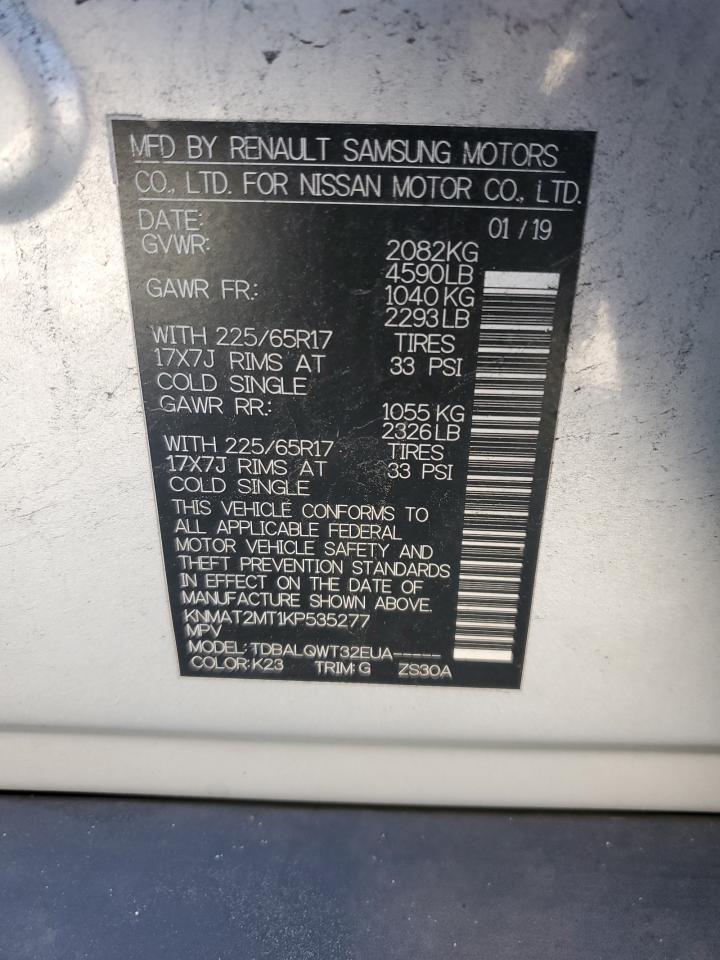 MFD BY RENAULT SAMSUNG MOTORS
CO., LTD. FOR NISSAN MOTOR CO., LTD.
DATE: 01/19
GVWR: 2082KG
4590LB
GAWR FR.: 1040KG
2293LB
WITH 225/65R17 TIRES
17X7J RIMS AT 33 PSI
COLD SINGLE
GAWR RR.: 1055KG
2326LB
WITH 225/65R17 TIRES
17X7J RIMS AT 33 PSI
COLD SINGLE
THIS VEHICLE CONFORMS TO
ALL APPLICABLE FEDERAL
MOTOR VEHICLE SAFETY AND
THEFT PREVENTION STANDARDS
IN EFFECT ON THE DATE OF
MANUFACTURE SHOWN ABOVE.
KNMAT2MT1KP535277
MPV
MODEL: TDBALQWT32EUA-----
COLOR: K23 TRIM: G ZS30A